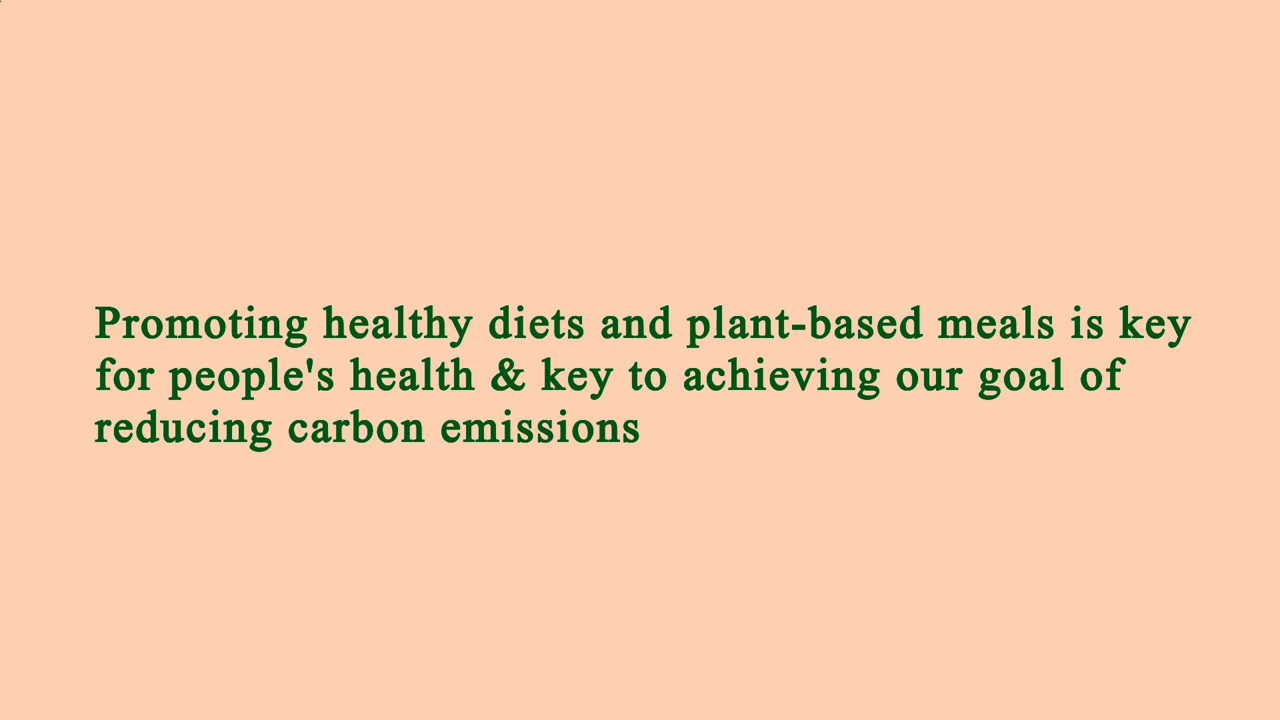 Promoting healthy diets and plant-based meals is key
for people's health & key to achieving our goal of
reducing carbon emissions